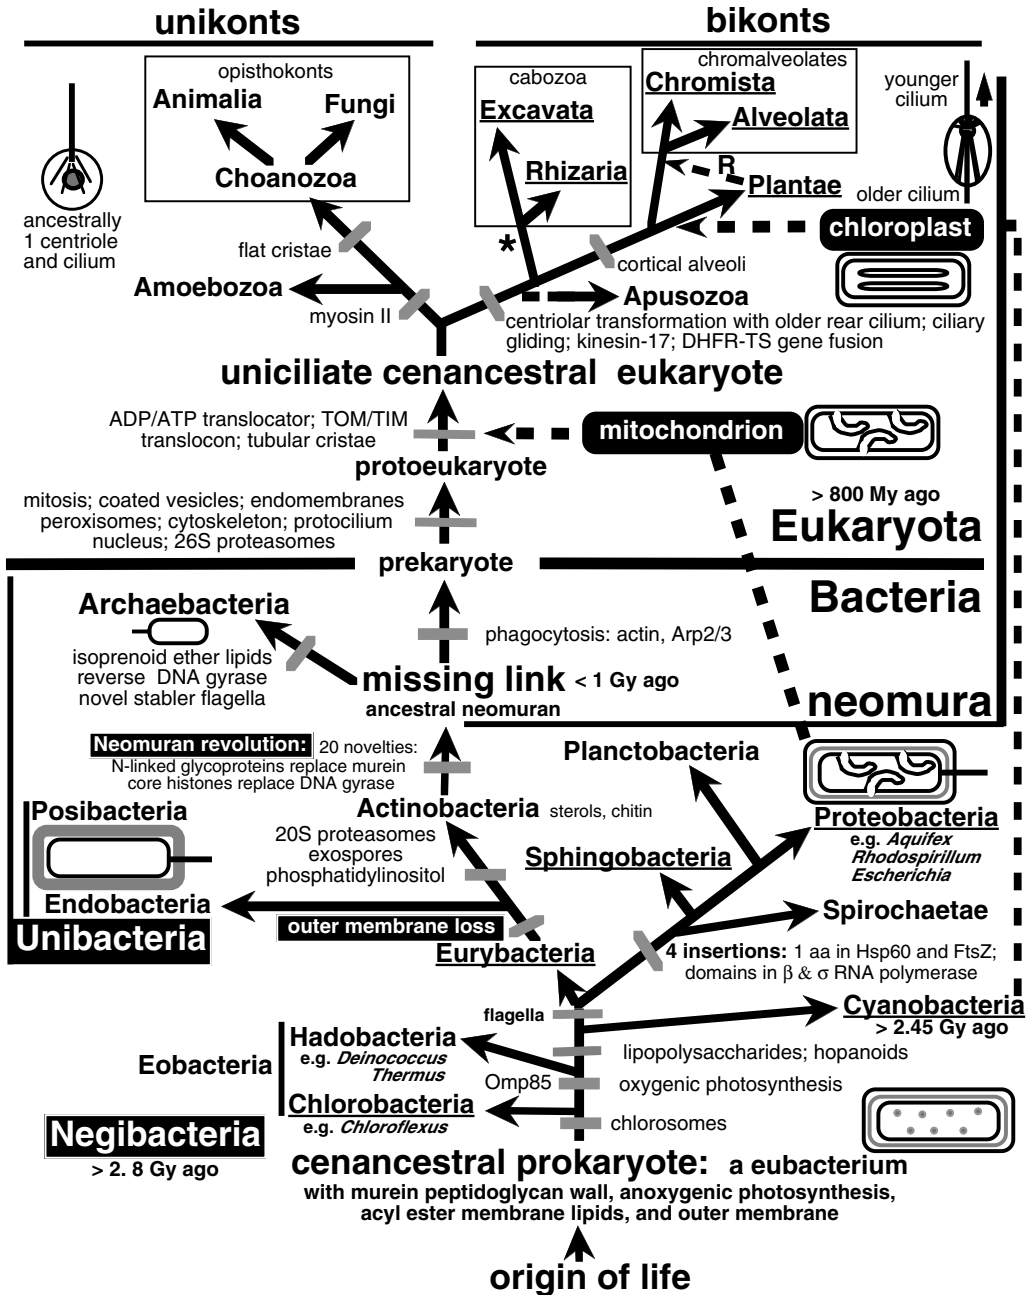 unikonts
bikonts
opisthokonts
Animalia
Fungi
Choanozoa
cabozoa
Excavata
Rhizaria
chromalveolates
Chromista
Alveolata
R
Plantae
younger
cilium
older cilium
chloroplast
ancestrally
1 centriole
and cilium
flat cristae
*
cortical alveoli
Amoebozoa
myosin II
Apusozoa
centriolar transformation with older rear cilium; ciliary
gliding; kinesin-17; DHFR-TS gene fusion
uniciliate cenancestral eukaryote
ADP/ATP translocator; TOM/TIM
translocon; tubular cristae
mitochondrion
protoeukaryote
mitosis; coated vesicles; endomembranes
peroxisomes; cytoskeleton; protocilium
nucleus; 26S proteasomes
> 800 My ago
Eukaryota
prekaryote
Bacteria
Archaebacteria
isoprenoid ether lipids
reverse DNA gyrase
novel stabler flagella
phagocytosis: actin, Arp2/3
missing link < 1 Gy ago
ancestral neomuran
neomura
Neomuran revolution: 20 novelties:
N-linked glycoproteins replace murein
core histones replace DNA gyrase
Planctobacteria
Posibacteria
Actinobacteria sterols, chitin
20S proteasomes
exospores
phosphatidylinositol
Proteobacteria
e.g. Aquifex
Rhodospirillum
Escherichia
Sphingobacteria
Endobacteria
outer membrane loss
Spirochaetae
Unibacteria
Eurybacteria
4 insertions: 1 aa in Hsp60 and FtsZ;
domains in β & σ RNA polymerase
flagella
Cyanobacteria
> 2.45 Gy ago
Hadobacteria
e.g. Deinococcus
Thermus
lipopolysaccharides; hopanoids
Eobacteria
Omp85
oxygenic photosynthesis
Chlorobacteria
e.g. Chloroflexus
chlorosomes
Negibacteria
> 2. 8 Gy ago
cenancestral prokaryote: a eubacterium
with murein peptidoglycan wall, anoxygenic photosynthesis,
acyl ester membrane lipids, and outer membrane
origin of life